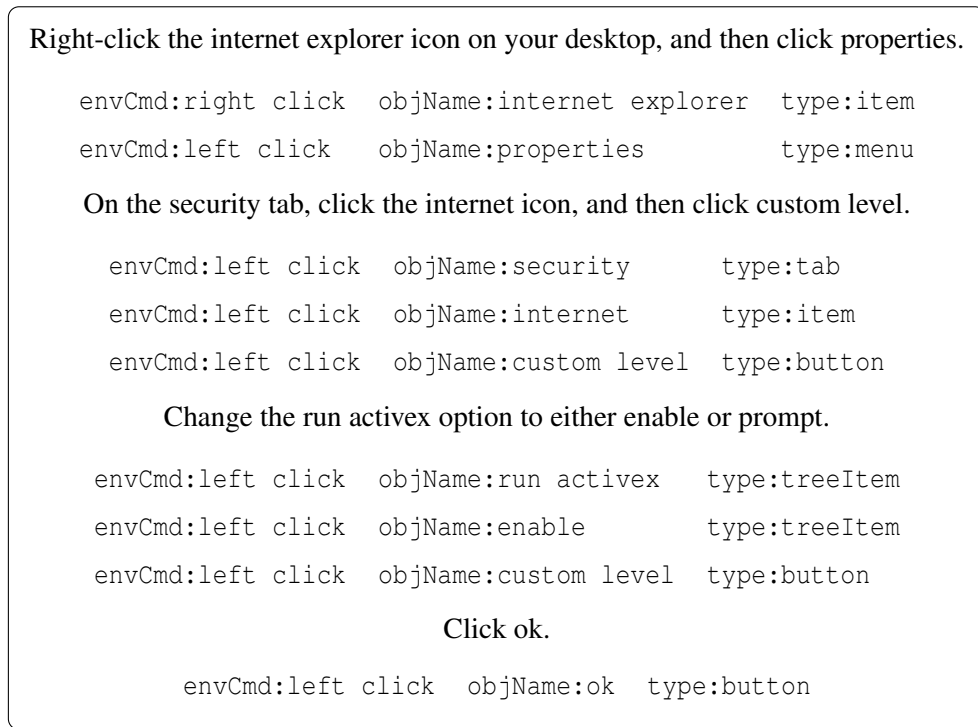 Right-click the internet explorer icon on your desktop, and then click properties.
envCmd:right click objName:internet explorer type:item
envCmd:left click objName:properties type:menu
On the security tab, click the internet icon, and then click custom level.
envCmd:left click objName:security type:tab
envCmd:left click objName:internet type:item
envCmd:left click objName:custom level type:button
Change the run activex option to either enable or prompt.
envCmd:left click objName:run activex type:treeItem
envCmd:left click objName:enable type:treeItem
envCmd:left click objName:custom level type:button
Click ok.
envCmd:left click objName:ok type:button